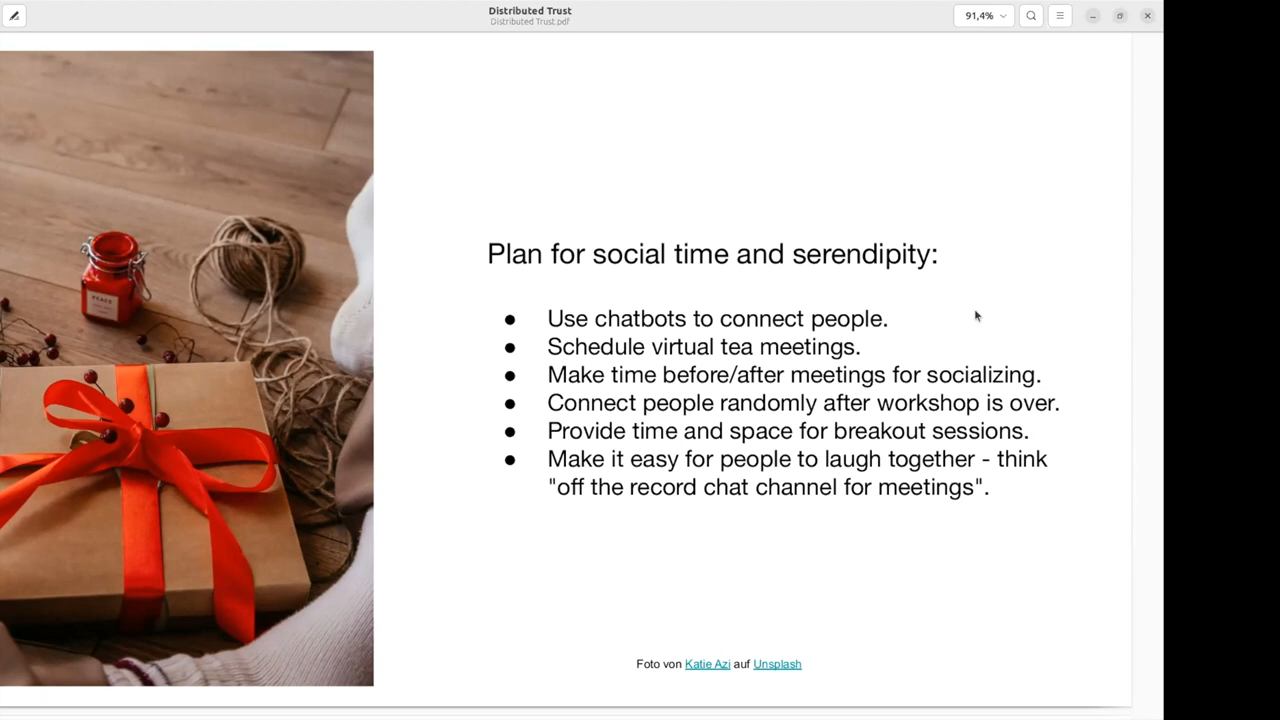 Distributed Trust
Distributed Trust.pdf
91,4%
PEACE
Plan for social time and serendipity:
● Use chatbots to connect people.
● Schedule virtual tea meetings.
● Make time before/after meetings for socializing.
● Connect people randomly after workshop is over.
● Provide time and space for breakout sessions.
● Make it easy for people to laugh together - think
"off the record chat channel for meetings".
Foto von Katie Azi auf Unsplash